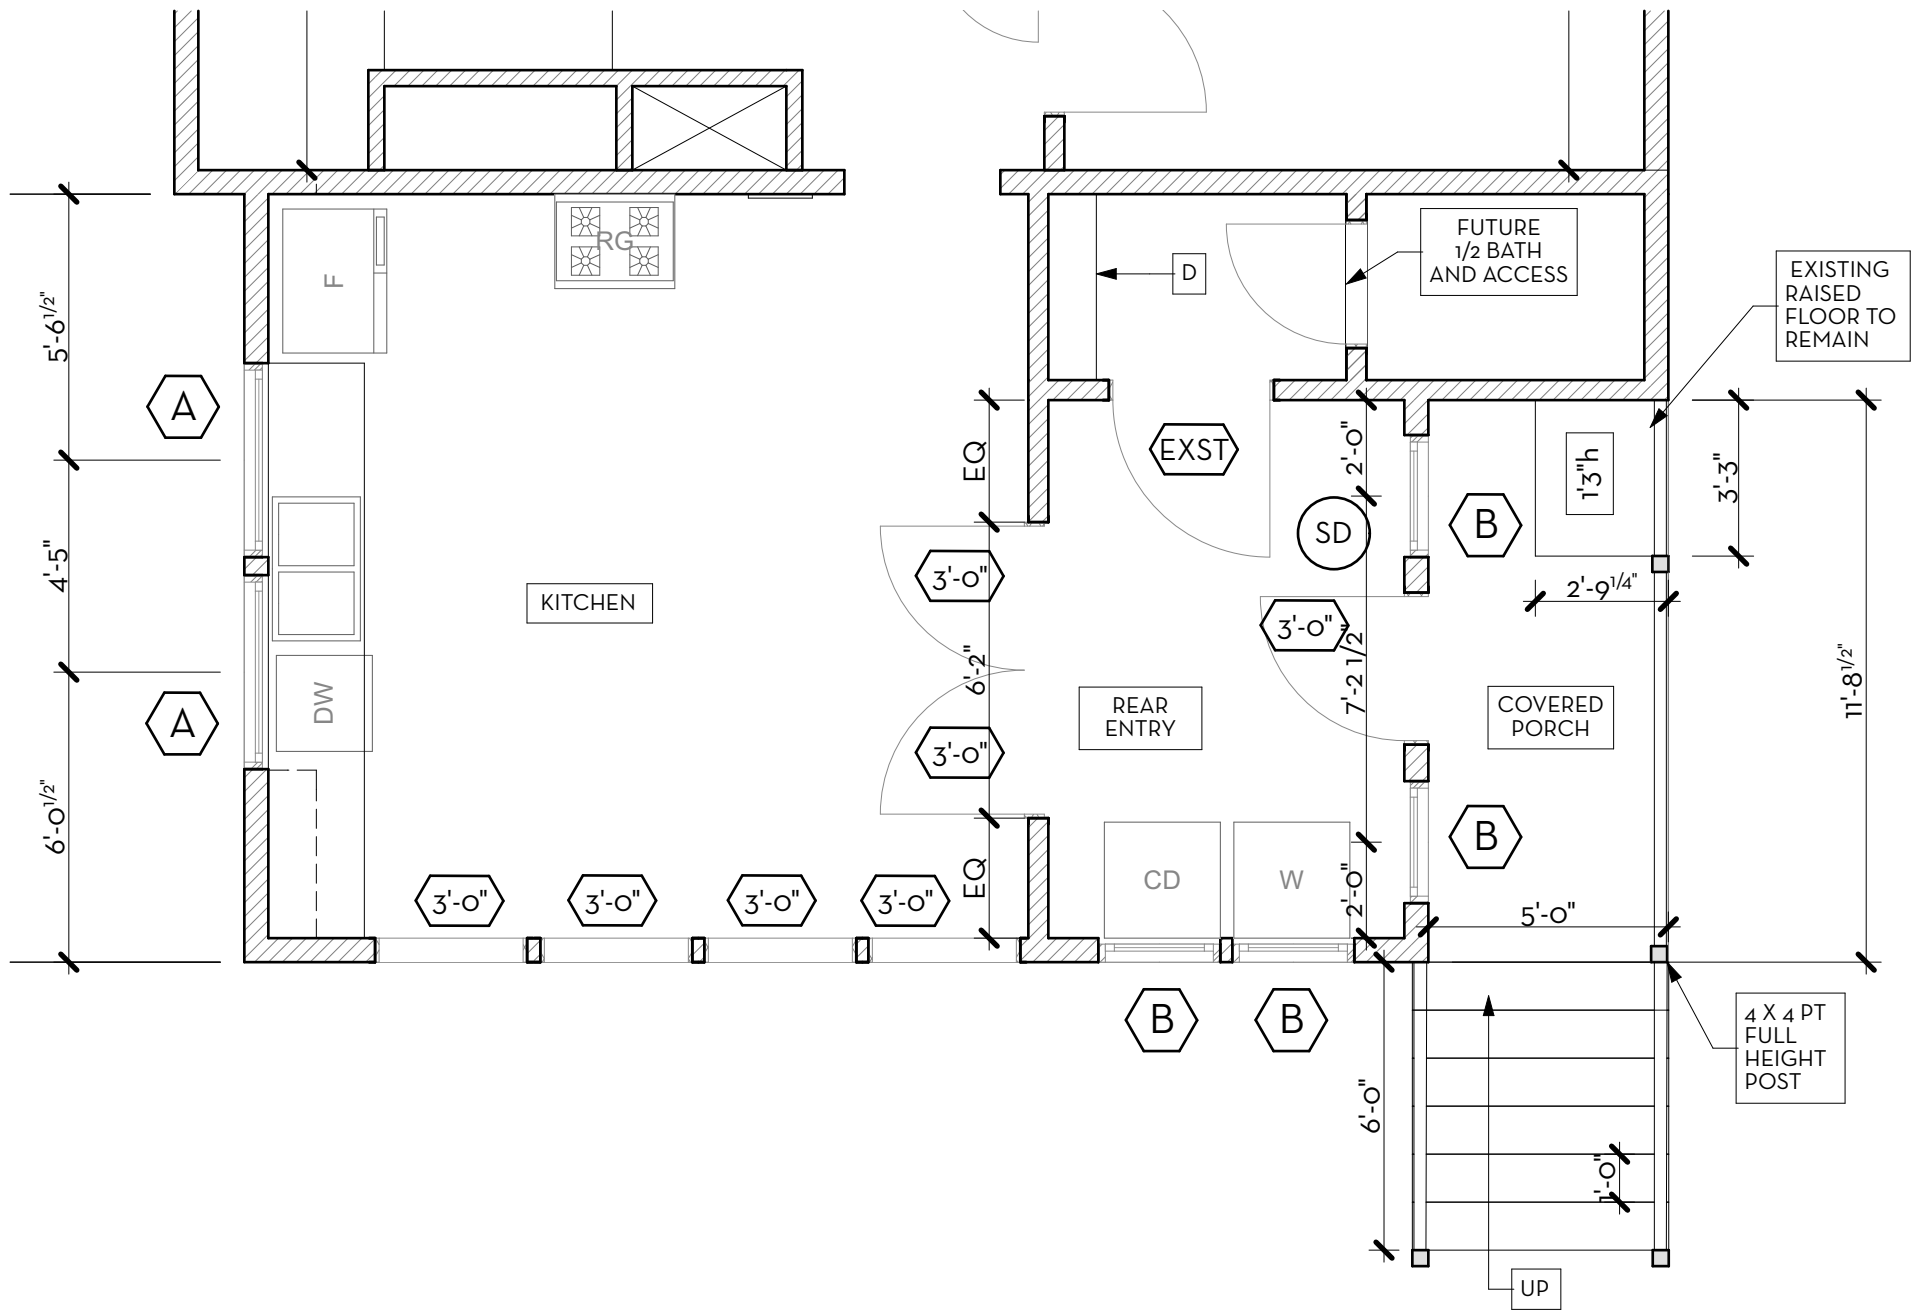 RG
F
D
FUTURE
1/2 BATH
AND ACCESS
EXISTING
RAISED
FLOOR TO
REMAIN
5'-6 1/2"
A
EQ
EXST
2'-0"
1'3"h
3'-3"
SD
B
4'-5"
3'-0"
2'-9 1/4"
KITCHEN
3'-0"
7'-2 1/2"
6'-2"
DW
A
REAR
ENTRY
COVERED
PORCH
11'-8 1/2"
3'-0"
6'-0 1/2"
B
EQ
CD
W
2'-0"
3'-0"
3'-0"
3'-0"
3'-0"
5'-0"
B
B
4 X 4 PT
FULL
HEIGHT
POST
6'-0"
1'-0"
UP